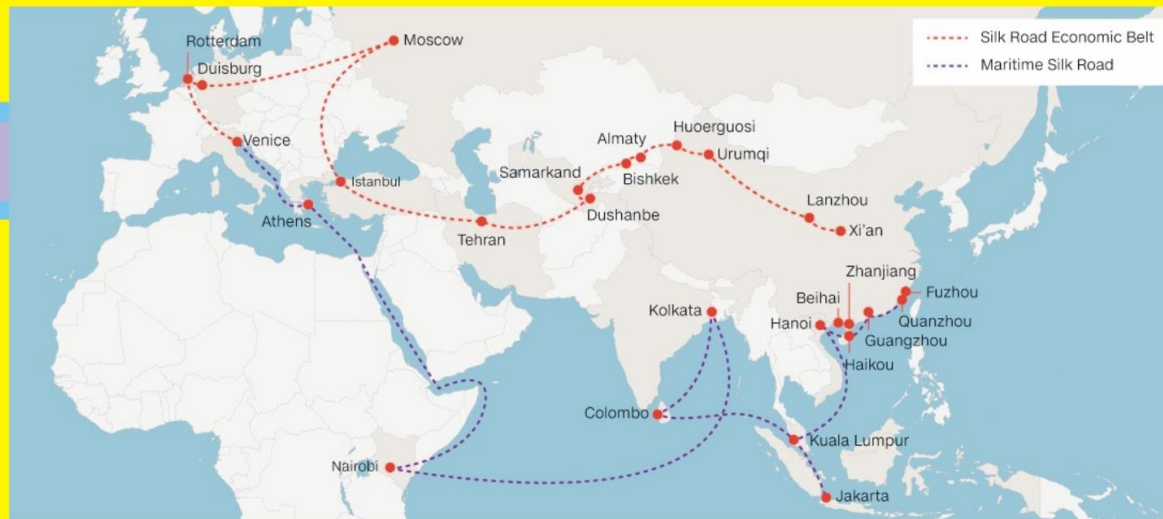 Rotterdam
Duisburg
Moscow
Silk Road Economic Belt
Maritime Silk Road
Venice
Almaty
Huoerguosi
Urumqi
Samarkand
Bishkek
Istanbul
Athens
Dushanbe
Lanzhou
Tehran
Xi'an
Zhanjiang
Beihai
Fuzhou
Kolkata
Hanoi
Quanzhou
Guangzhou
Haikou
Colombo
Kuala Lumpur
Nairobi
Jakarta